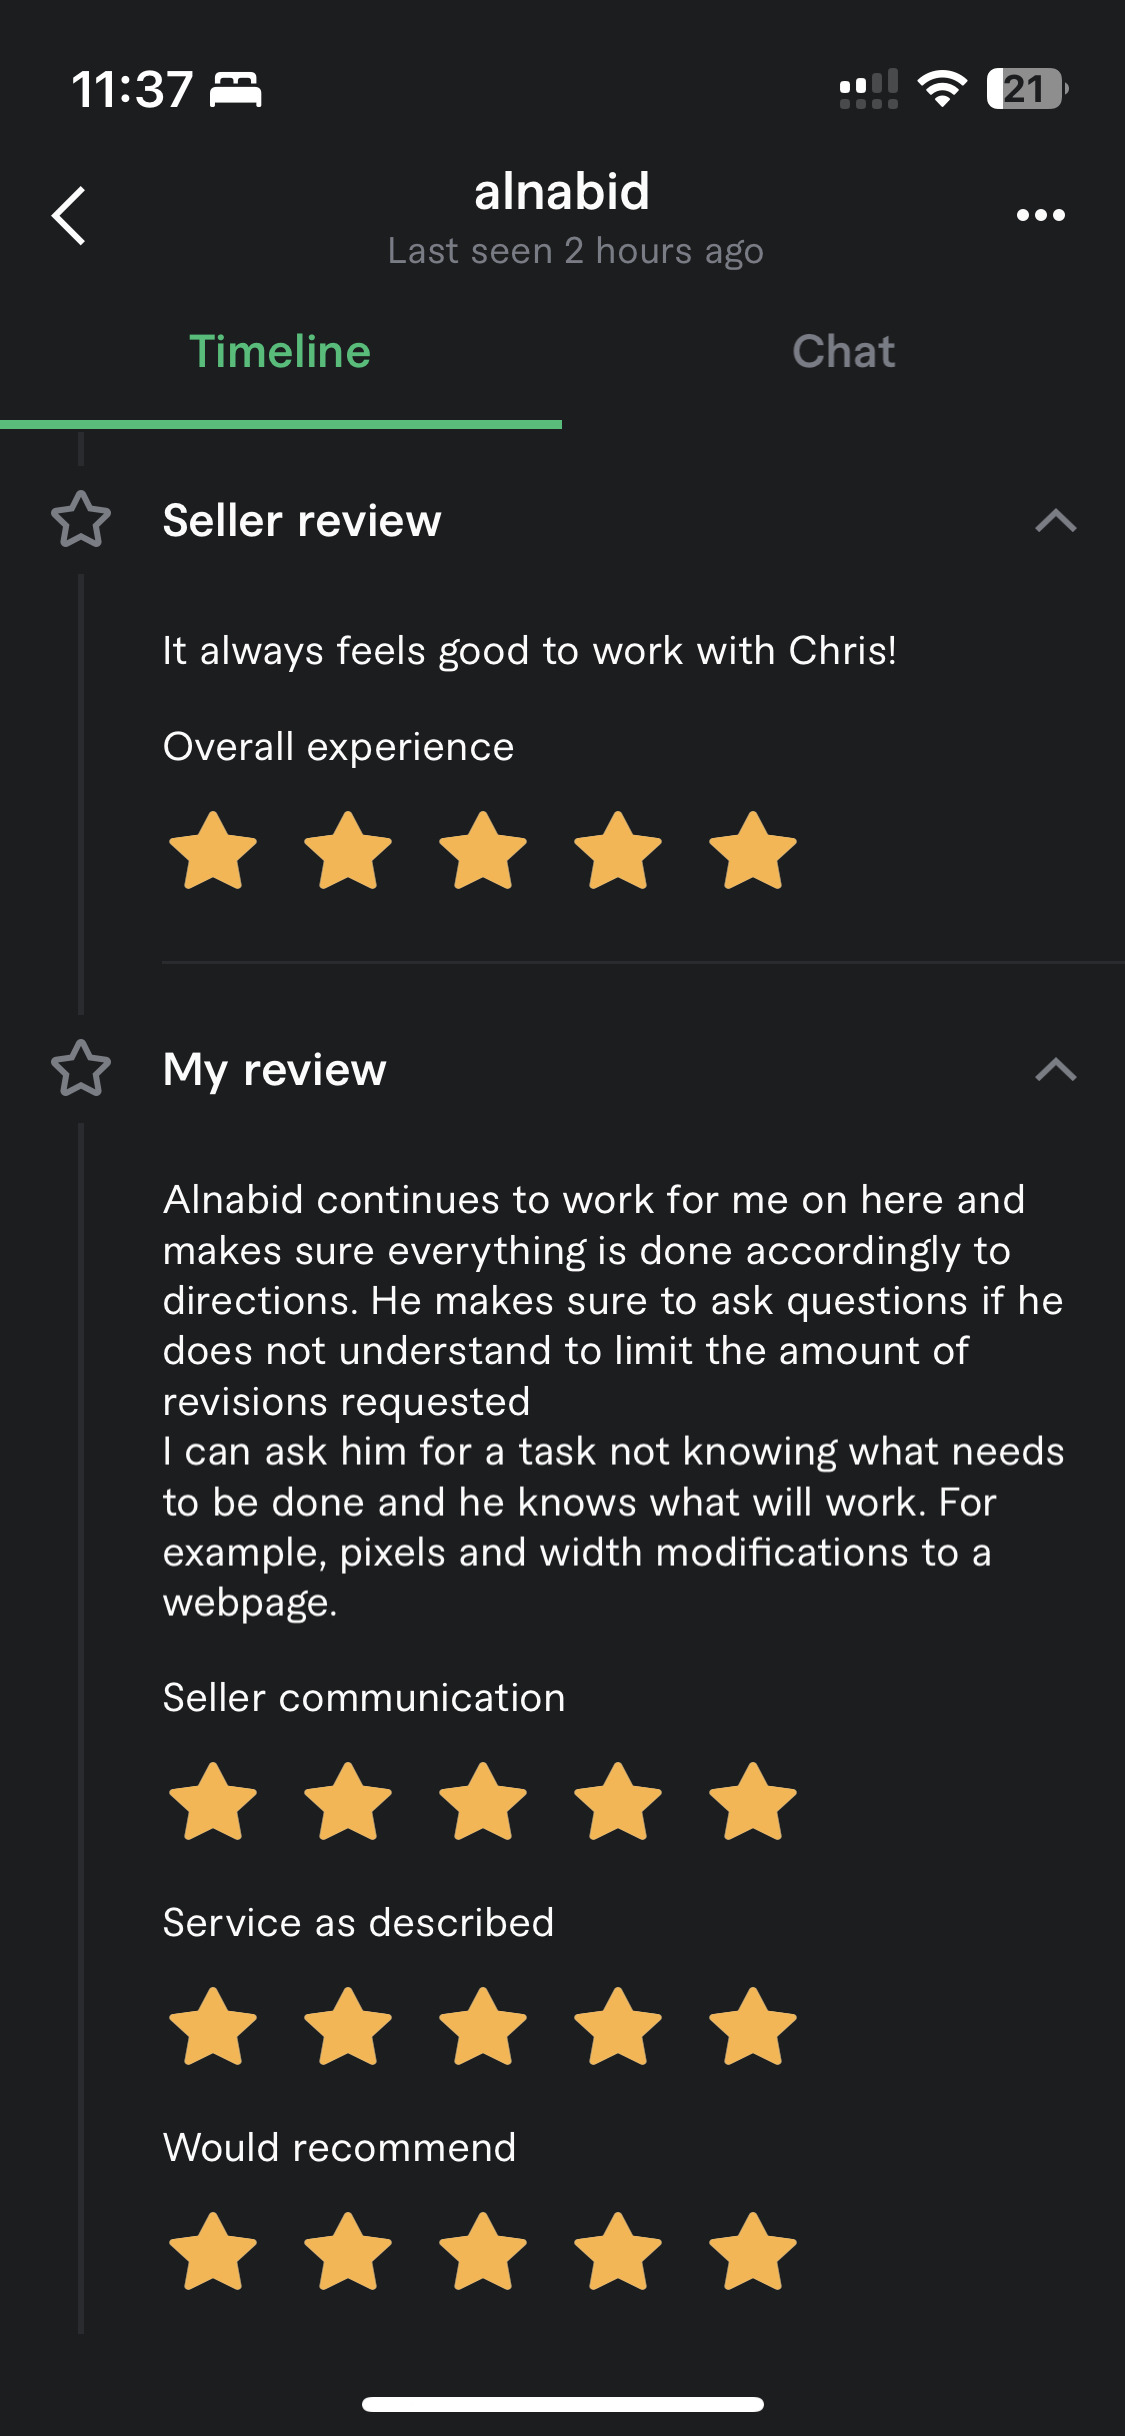 11:37
21
alnabid
Last seen 2 hours ago
Timeline
Chat
Seller review
It always feels good to work with Chris!
Overall experience
My review
Alnabid continues to work for me on here and
makes sure everything is done accordingly to
directions. He makes sure to ask questions if he
does not understand to limit the amount of
revisions requested
I can ask him for a task not knowing what needs
to be done and he knows what will work. For
example, pixels and width modifications to a
webpage.
Seller communication
Service as described
Would recommend